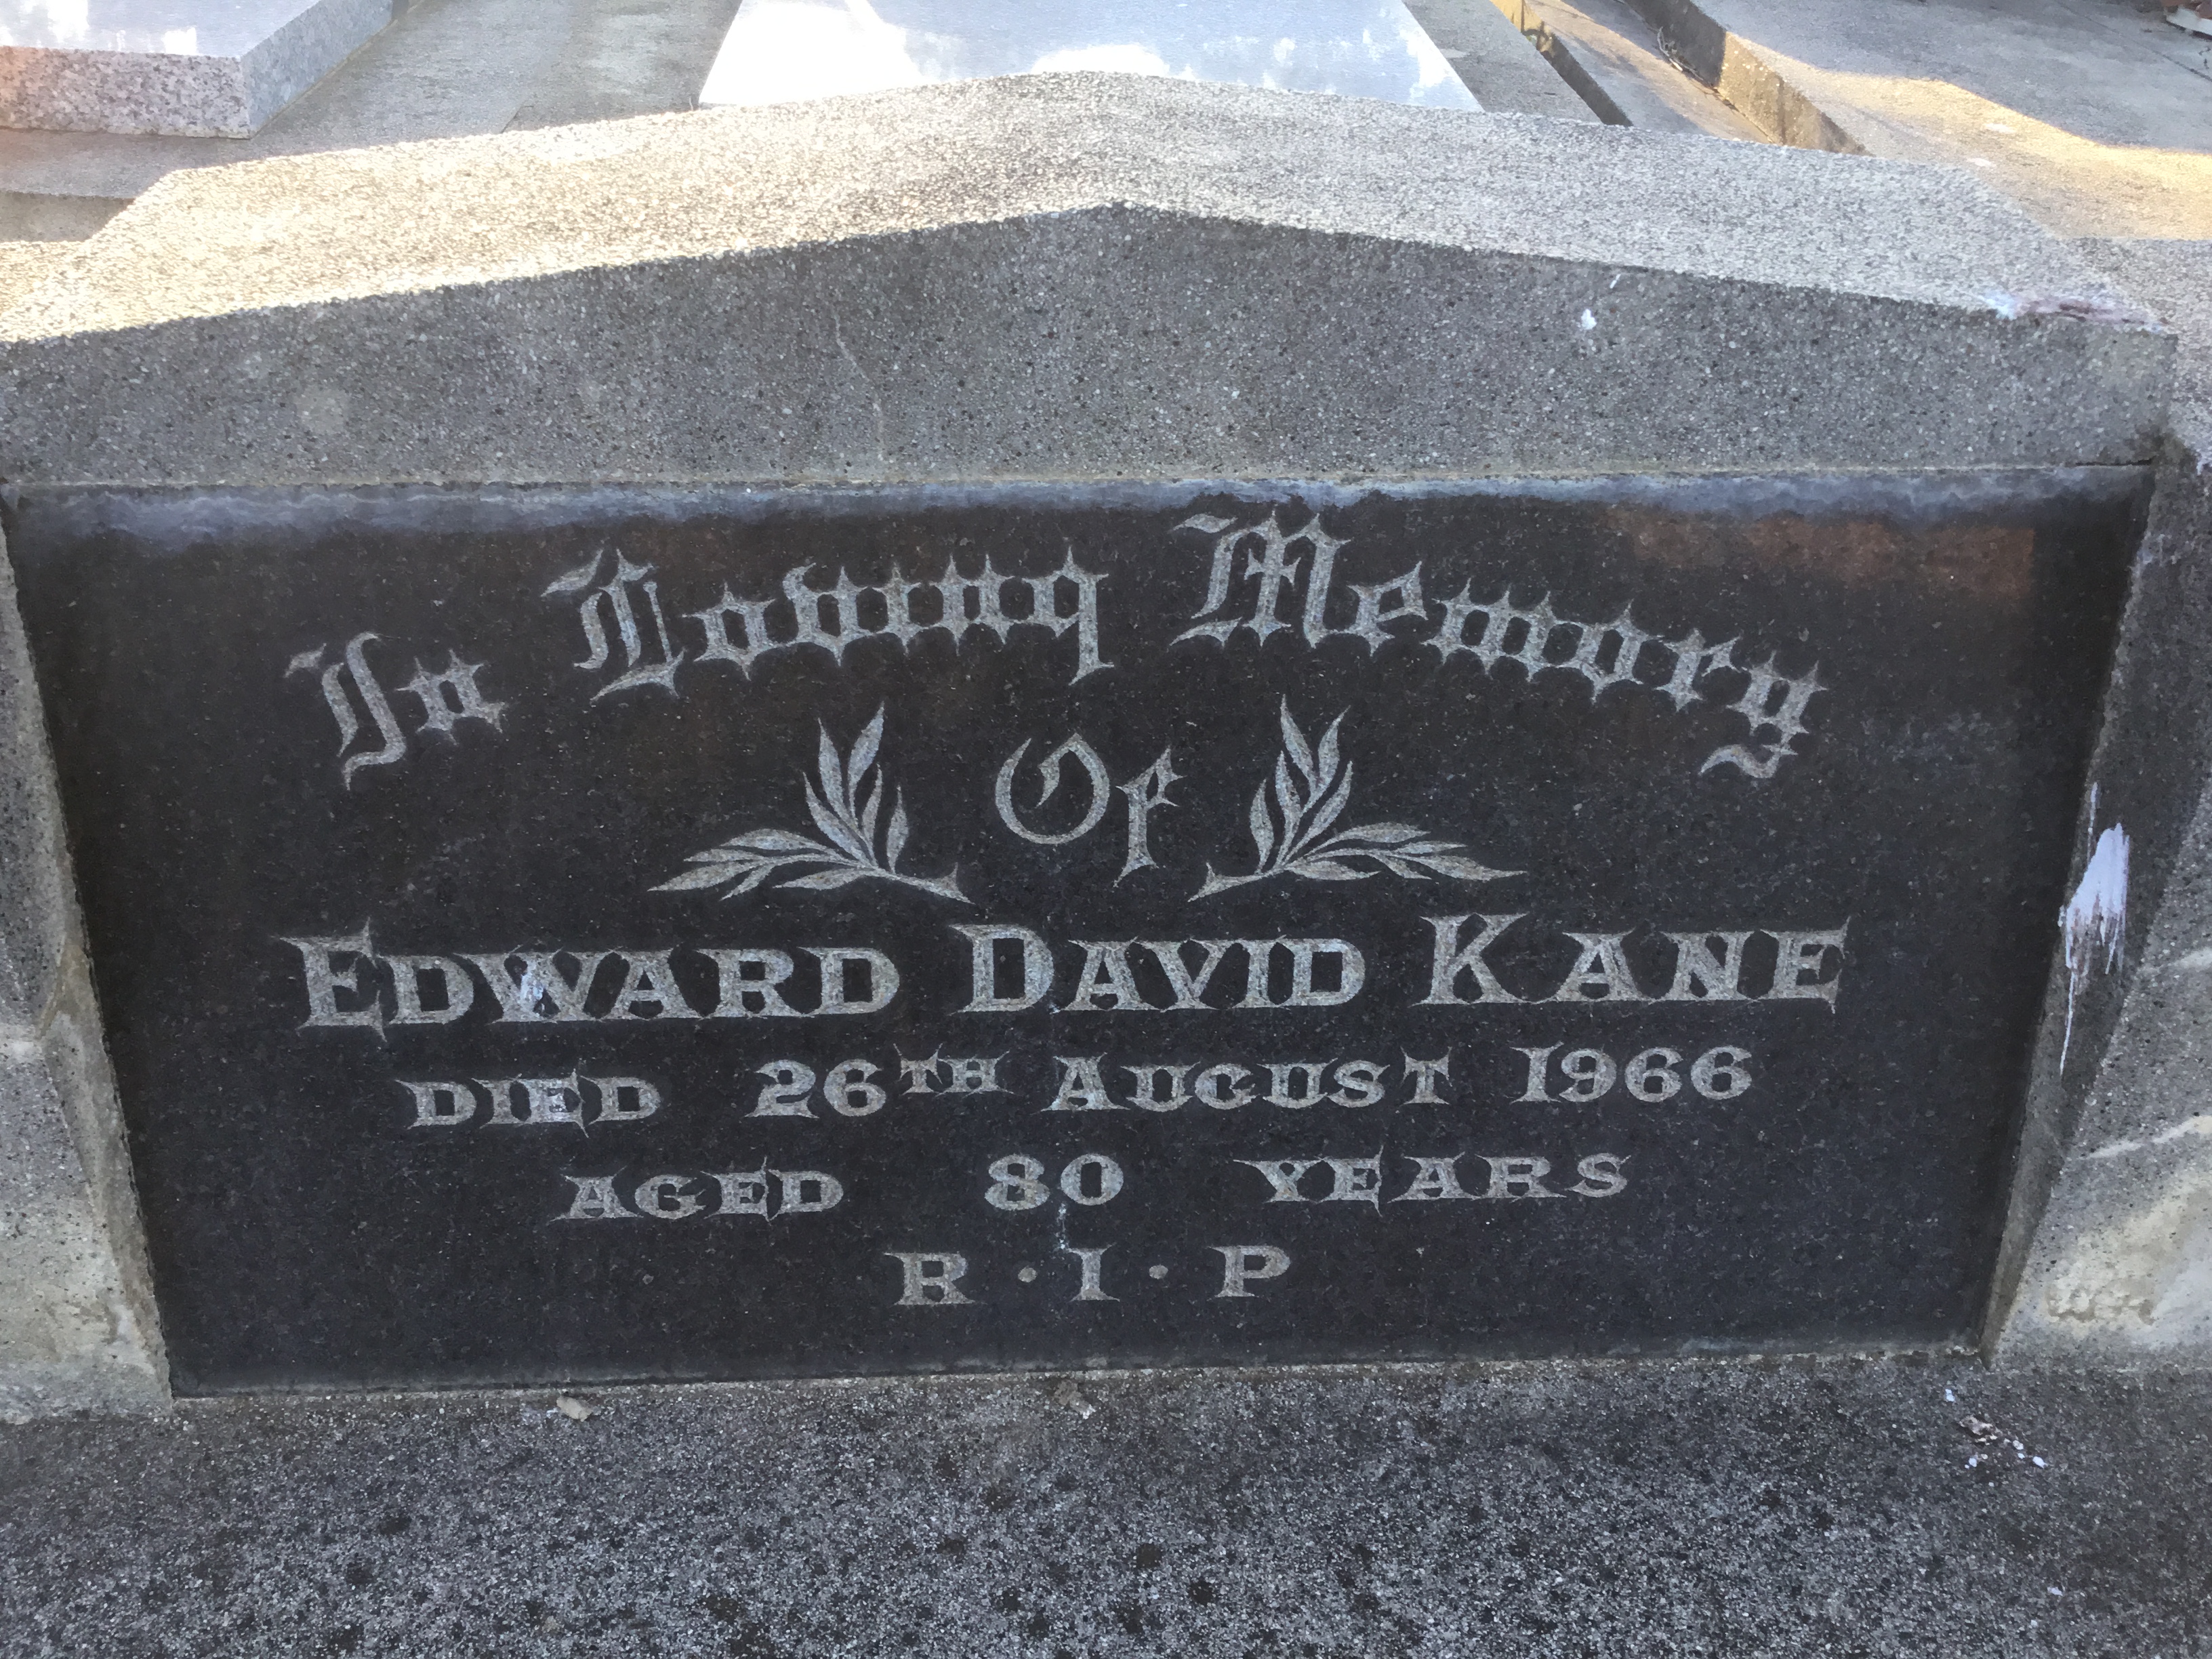 In Loving Memory
Of
EDWARD DAVID KANE
DIED 26TH AUGUST 1966
AGED 80 YEARS
R·I·P